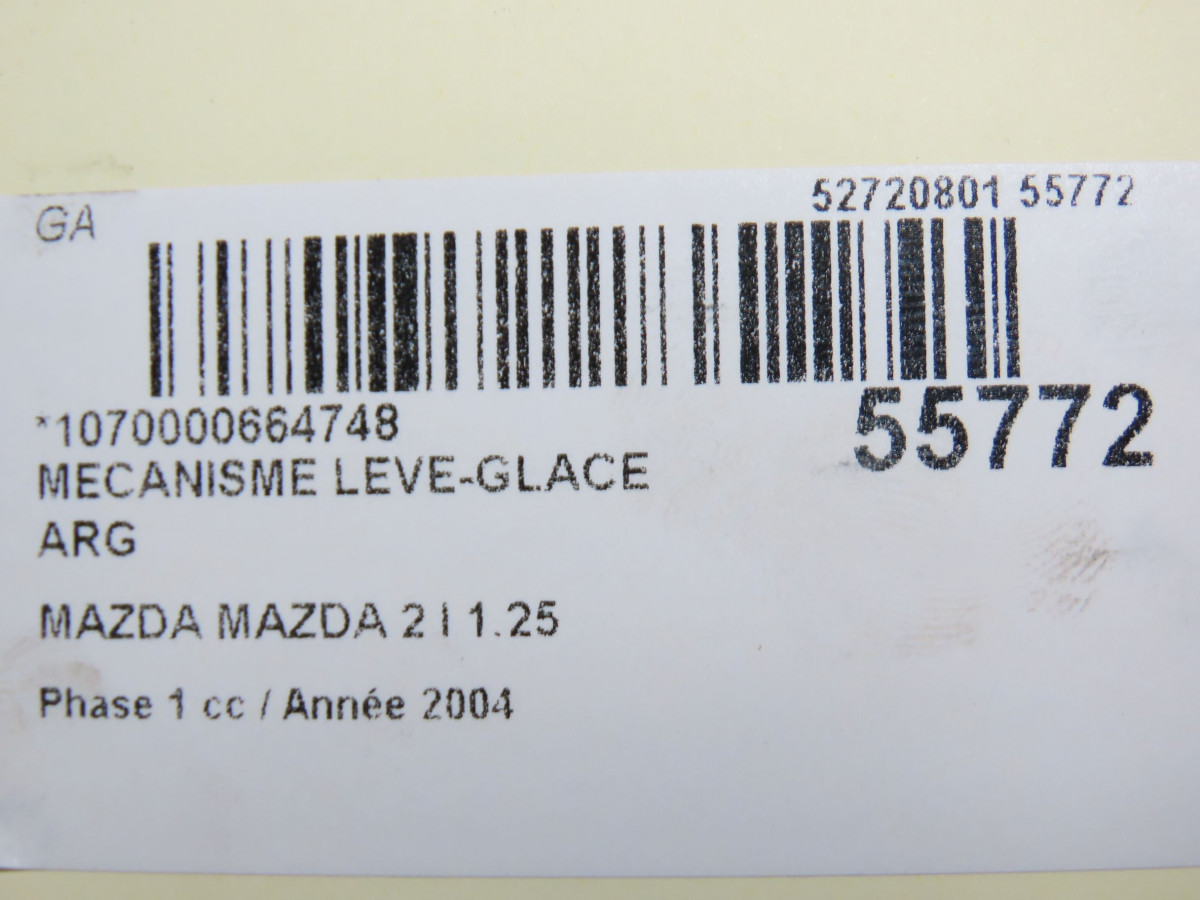 52720801 55772
GA
*1070000664748
55772
MECANISME LEVE-GLACE
ARG
MAZDA MAZDA 2 I 1.25
Phase 1 cc / Année 2004